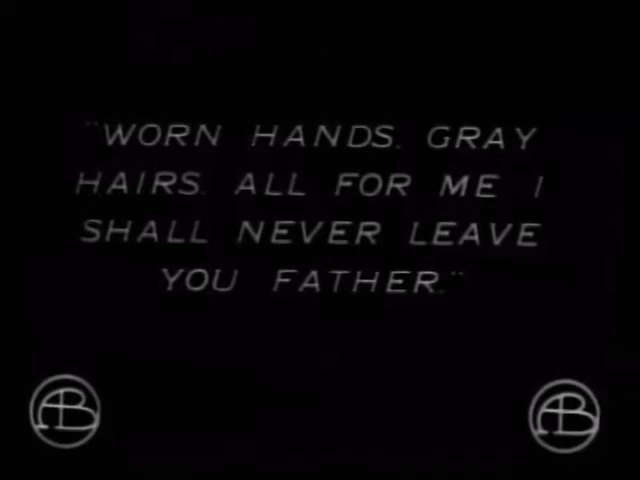 "WORN HANDS. GRAY
HAIRS. ALL FOR ME I
SHALL NEVER LEAVE
YOU FATHER."
AB
AB